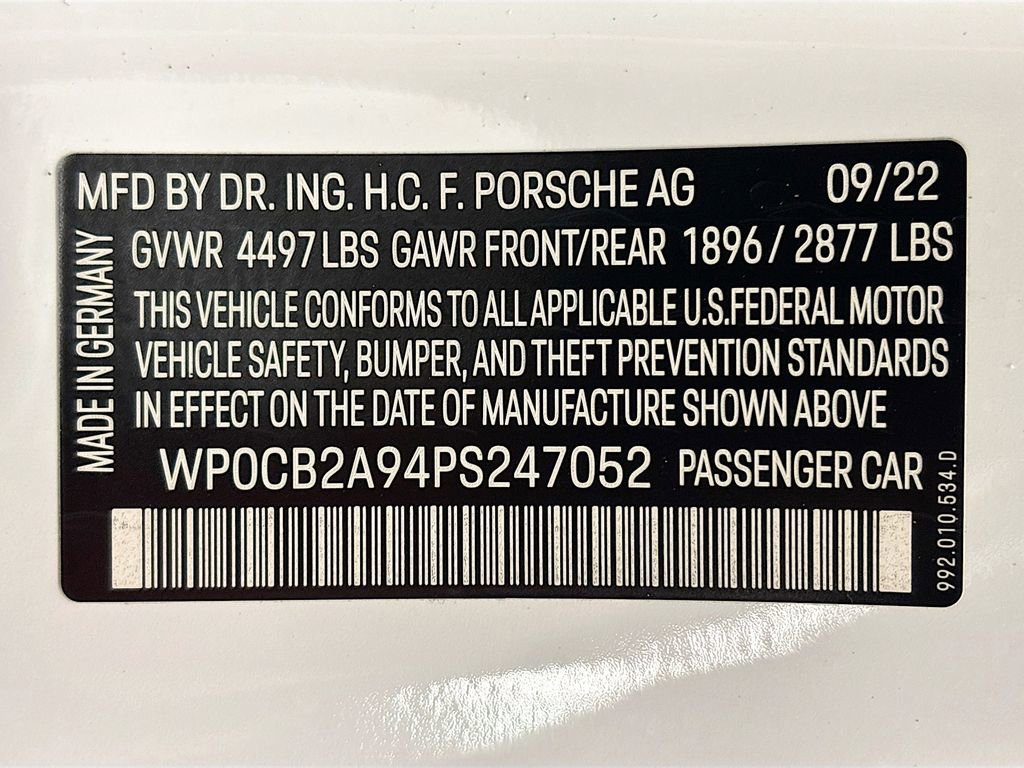 MFD BY DR. ING. H.C. F. PORSCHE AG 09/22
GVWR 4497 LBS GAWR FRONT/REAR 1896 / 2877 LBS
THIS VEHICLE CONFORMS TO ALL APPLICABLE U.S.FEDERAL MOTOR
VEHICLE SAFETY, BUMPER, AND THEFT PREVENTION STANDARDS
IN EFFECT ON THE DATE OF MANUFACTURE SHOWN ABOVE
WP0CB2A94PS247052 PASSENGER CAR
MADE IN GERMANY
992.010.534.D